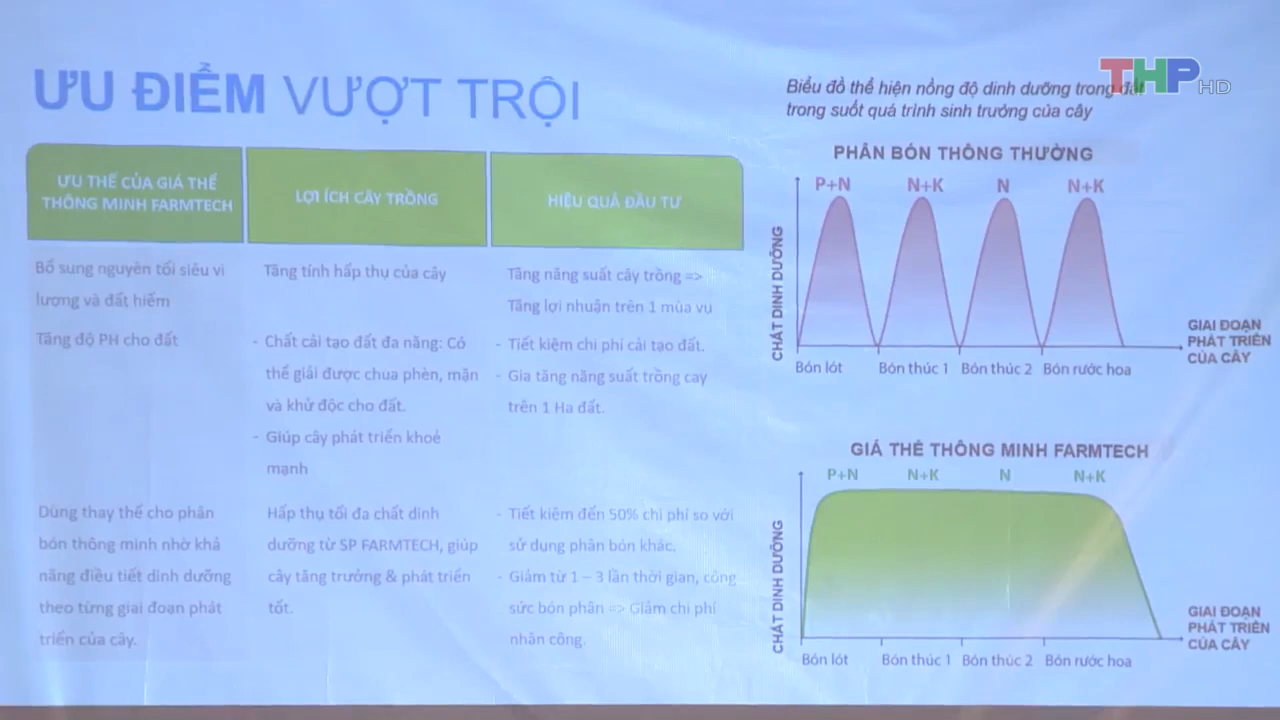 ƯU ĐIỂM VƯỢT TRỘI
ƯU THẾ CỦA GIÁ THỂ
THÔNG MINH FARMTECH
LỢI ÍCH CÂY TRỒNG
HIỆU QUẢ ĐẦU TƯ
Bổ sung nguyên tối siêu vi
lượng và đất hiếm
Tăng tính hấp thụ của cây
Tăng năng suất cây trồng =>
Tăng lợi nhuận trên 1 mùa vụ
Tăng độ PH cho đất
- Chất cải tạo đất đa năng: Có
thể giải được chua phèn, mặn
và khử độc cho đất.
- Giúp cây phát triển khoẻ
mạnh
- Tiết kiệm chi phí cải tạo đất.
- Gia tăng năng suất trồng cay
trên 1 Ha đất.
Dùng thay thế cho phân
bón thông minh nhờ khả
năng điều tiết dinh dưỡng
theo từng giai đoạn phát
triển của cây.
Hấp thụ tối đa chất dinh
dưỡng từ SP FARMTECH, giúp
cây tăng trưởng & phát triển
tốt.
- Tiết kiệm đến 50% chi phí so với
sử dụng phân bón khác.
- Giảm từ 1 – 3 lần thời gian, công
sức bón phân => Giảm chi phí
nhân công.
THP HD
Biểu đồ thể hiện nồng độ dinh dưỡng trong đất
trong suốt quá trình sinh trưởng của cây
PHÂN BÓN THÔNG THƯỜNG
P+N N+K N N+K
CHẤT DINH DƯỠNG
GIAI ĐOẠN
PHÁT TRIỂN
CỦA CÂY
Bón lót Bón thúc 1 Bón thúc 2 Bón rước hoa
GIÁ THỂ THÔNG MINH FARMTECH
P+N N+K N N+K
CHẤT DINH DƯỠNG
GIAI ĐOẠN
PHÁT TRIỂN
CỦA CÂY
Bón lót Bón thúc 1 Bón thúc 2 Bón rước hoa